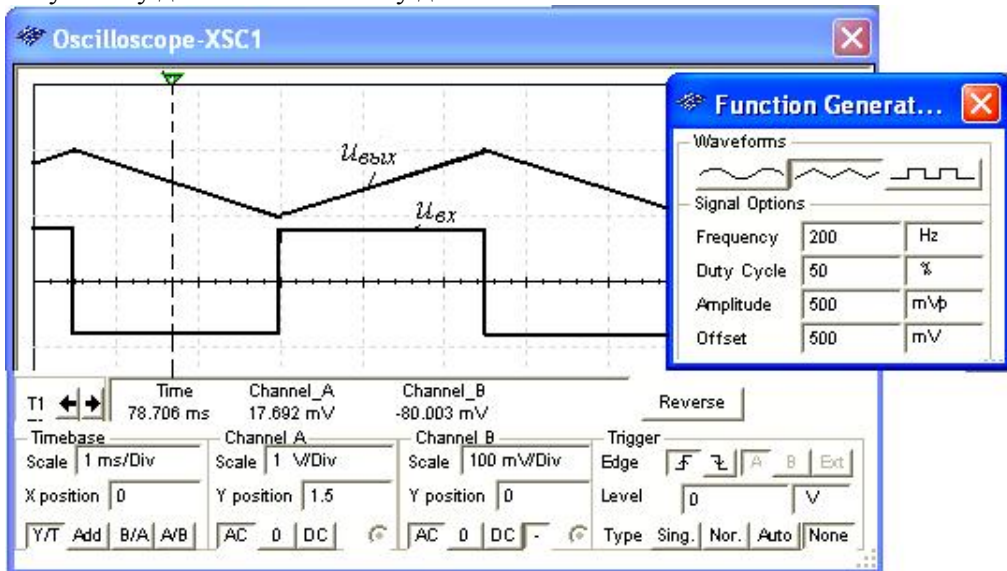 Oscilloscope-XSC1
Function Generat...
Waveforms
Signal Options
Frequency 200 Hz
Duty Cycle 50 %
Amplitude 500 mVp
Offset 500 mV
uвых
uвх
T1 Time Channel_A Channel_B
78.706 ms 17.692 mV -80.003 mV
Reverse
Timebase Channel A Channel B Trigger
Scale 1 ms/Div Scale 1 V/Div Scale 100 mV/Div Edge A B Ext
X position 0 Y position 1.5 Y position 0 Level 0 V
Y/T Add B/A A/B AC 0 DC AC 0 DC - Type Sing. Nor. Auto None